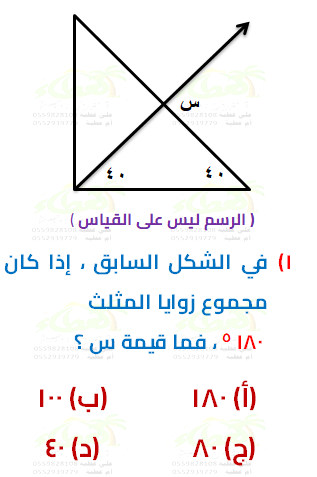 س
٤٠ ٤٠
( الرسم ليس على القياس )
١) في الشكل السابق ، إذا كان
مجموع زوايا المثلث
١٨٠ ° ، فما قيمة س ؟
(أ) ١٨٠ (ب) ١٠٠
(ج) ٨٠ (د) ٤٠